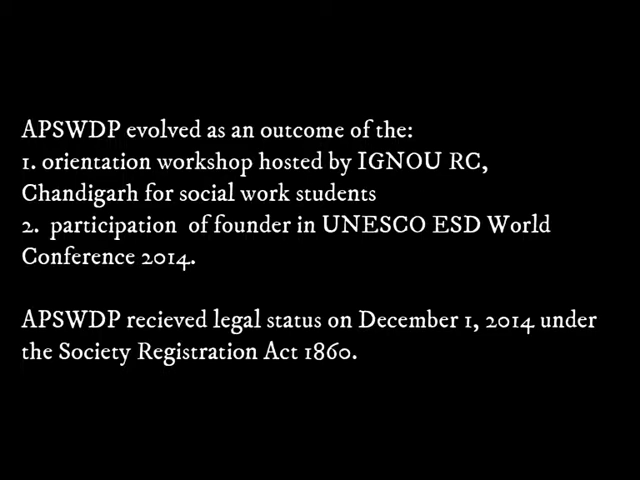 APSWDP evolved as an outcome of the:
1. orientation workshop hosted by IGNOU RC,
Chandigarh for social work students
2. participation of founder in UNESCO ESD World
Conference 2014.
APSWDP recieved legal status on December 1, 2014 under
the Society Registration Act 1860.